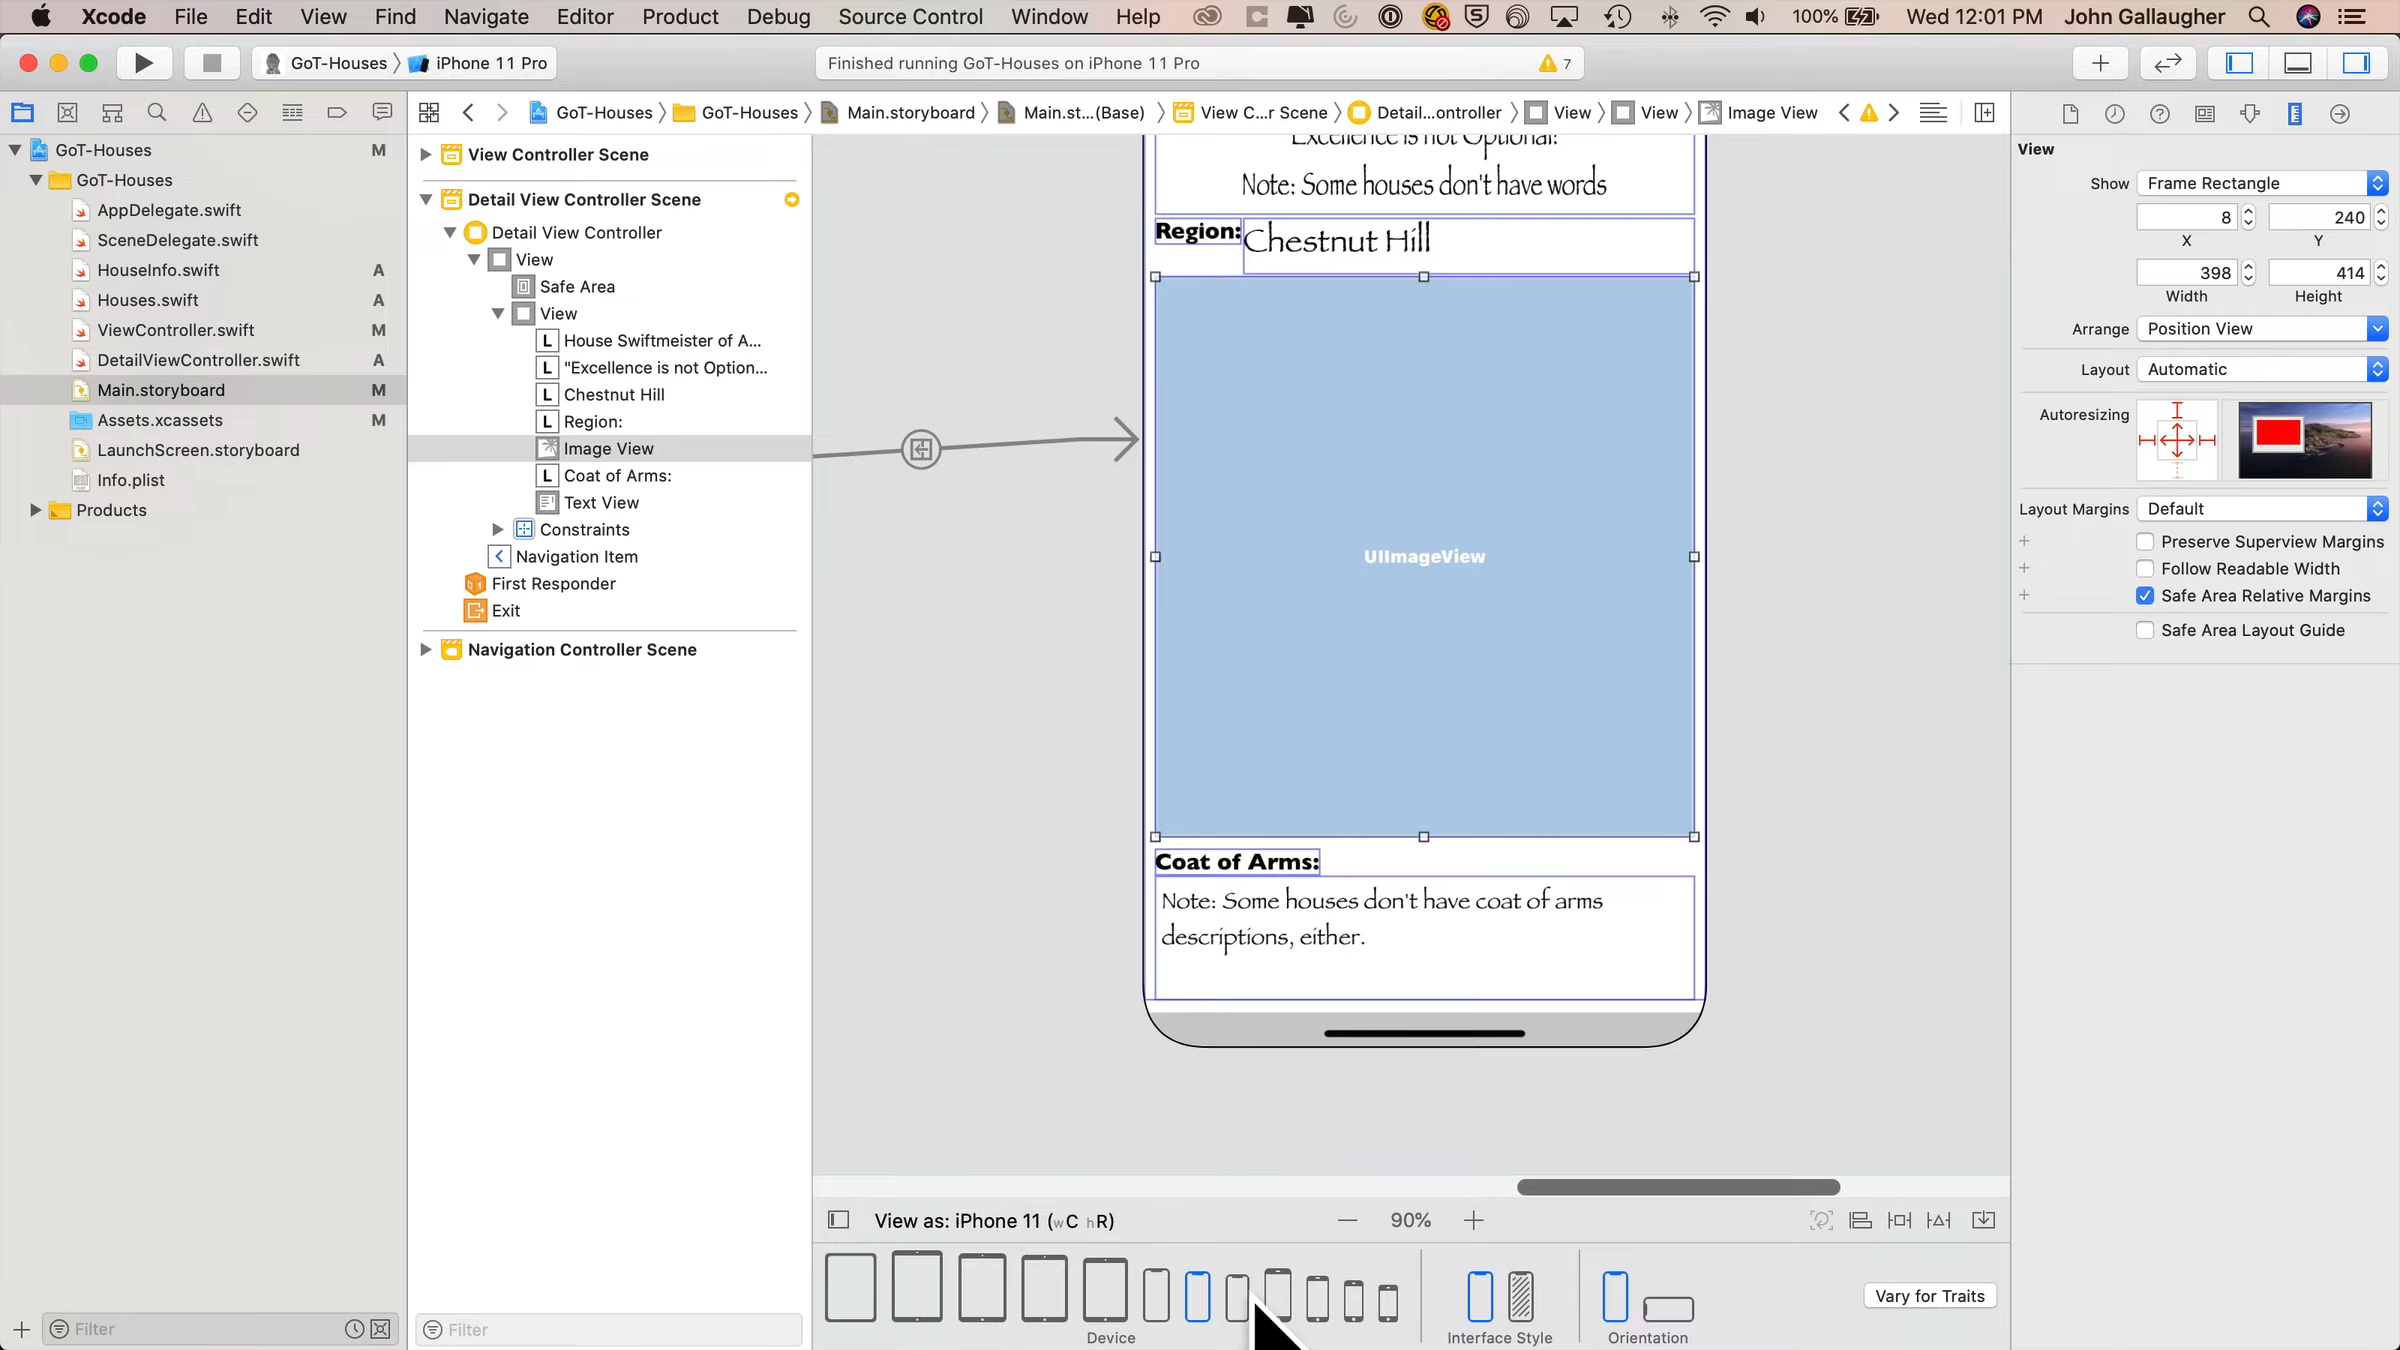 Xcode File Edit View Find Navigate Editor Product Debug Source Control Window Help 100% Wed 12:01 PM John Gallaugher
GoT-Houses iPhone 11 Pro Finished running GoT-Houses on iPhone 11 Pro 7
GoT-Houses GoT-Houses Main.storyboard Main.st...(Base) View C...r Scene Detail...ontroller View View Image View
GoT-Houses M
GoT-Houses
AppDelegate.swift
SceneDelegate.swift
HouseInfo.swift A
Houses.swift A
ViewController.swift M
DetailViewController.swift A
Main.storyboard M
Assets.xcassets M
LaunchScreen.storyboard
Info.plist
Products
Filter
View Controller Scene
Detail View Controller Scene
Detail View Controller
View
Safe Area
View
L House Swiftmeister of A...
L "Excellence is not Option...
L Chestnut Hill
L Region:
Image View
L Coat of Arms:
Text View
Constraints
Navigation Item
First Responder
Exit
Navigation Controller Scene
Filter
Excellence is not Optional.
Note: Some houses don't have words
Region: Chestnut Hill
UIImageView
Coat of Arms:
Note: Some houses don't have coat of arms
descriptions, either.
View as: iPhone 11 (wC hR) 90%
Device Interface Style Orientation
Vary for Traits
View
Show Frame Rectangle
8 240
X Y
398 414
Width Height
Arrange Position View
Layout Automatic
Autoresizing
Layout Margins Default
Preserve Superview Margins
Follow Readable Width
Safe Area Relative Margins
Safe Area Layout Guide